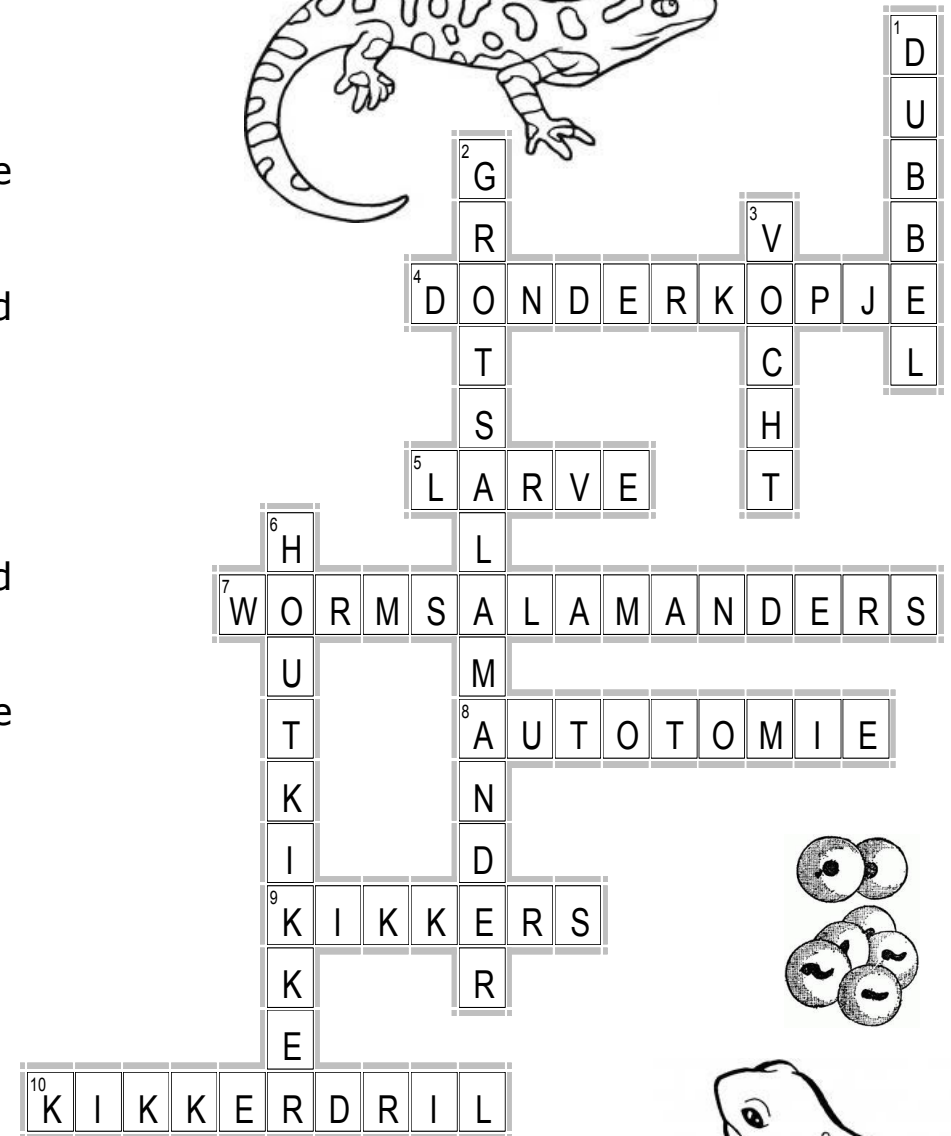 1 DUBBEL
2 GROTSALAMANDER
e
3 VOCHT
4 DONDERKOPJE
d
5 LARVE
6 HOUTKIKKER
d
7 WORMSALAMANDERS
e
8 AUTOTOMIE
9 KIKKERS
10 KIKKERDRIL